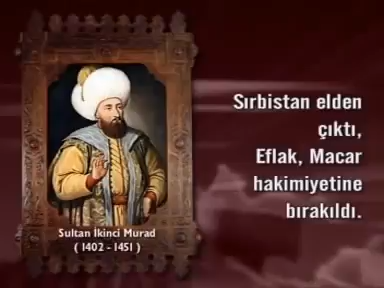 Sırbistan elden
çıktı,
Eflak, Macar
hakimiyetine
bırakıldı.
Sultan İkinci Murad
( 1402 - 1451 )